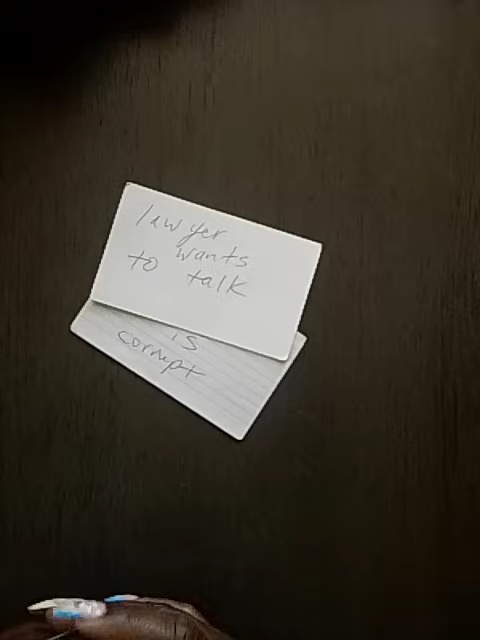 lawyer
wants
to talk
is
corrupt